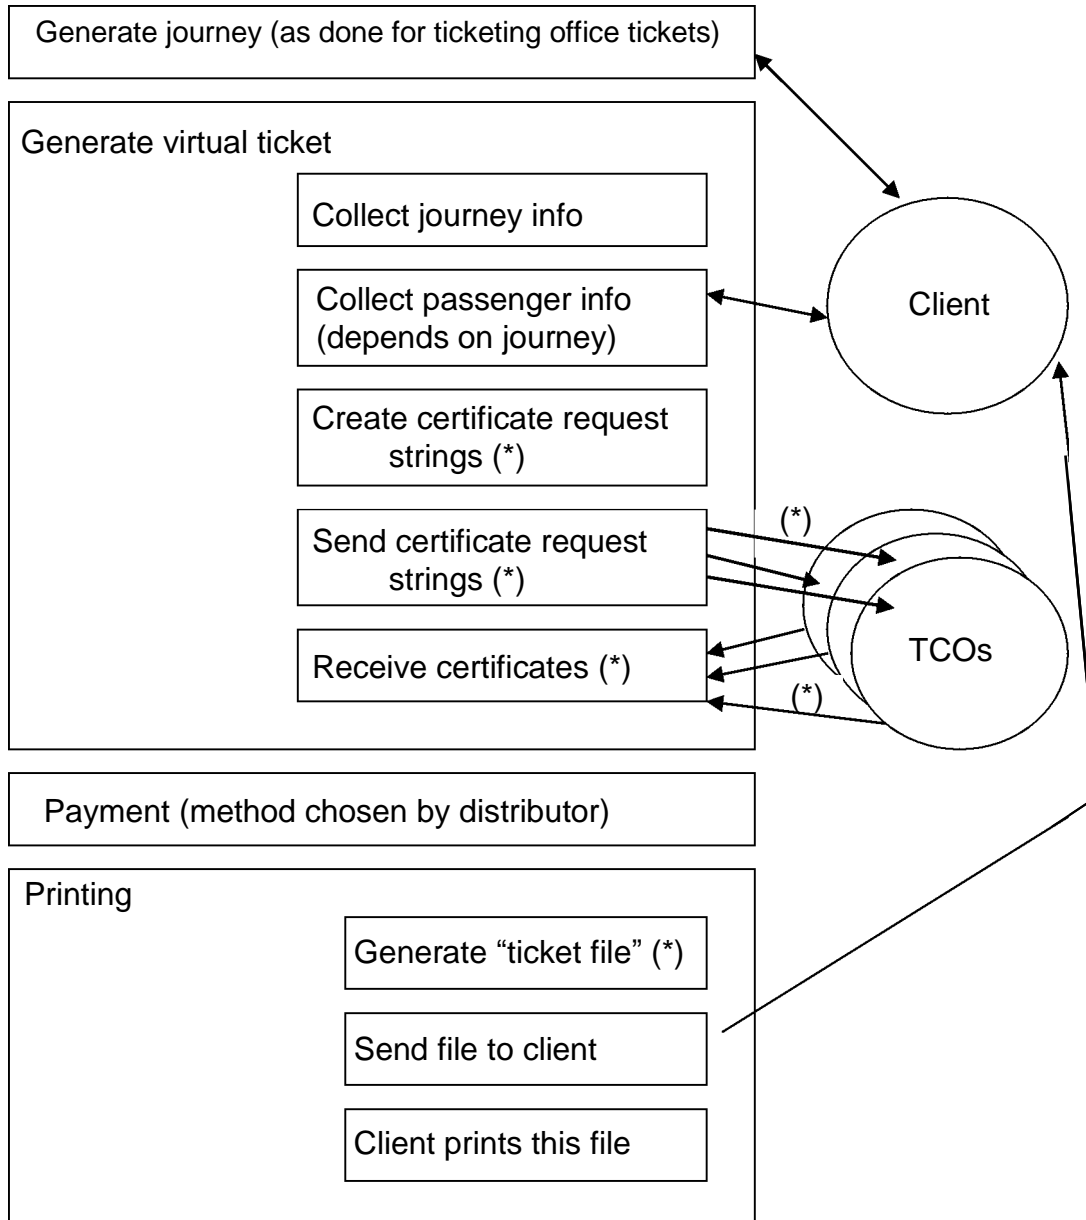 Generate journey (as done for ticketing office tickets)
Generate virtual ticket
Collect journey info
Collect passenger info
(depends on journey)
Client
Create certificate request
strings (*)
Send certificate request
strings (*)
(*)
Receive certificates (*)
TCOs
(*)
Payment (method chosen by distributor)
Printing
Generate “ticket file” (*)
Send file to client
Client prints this file